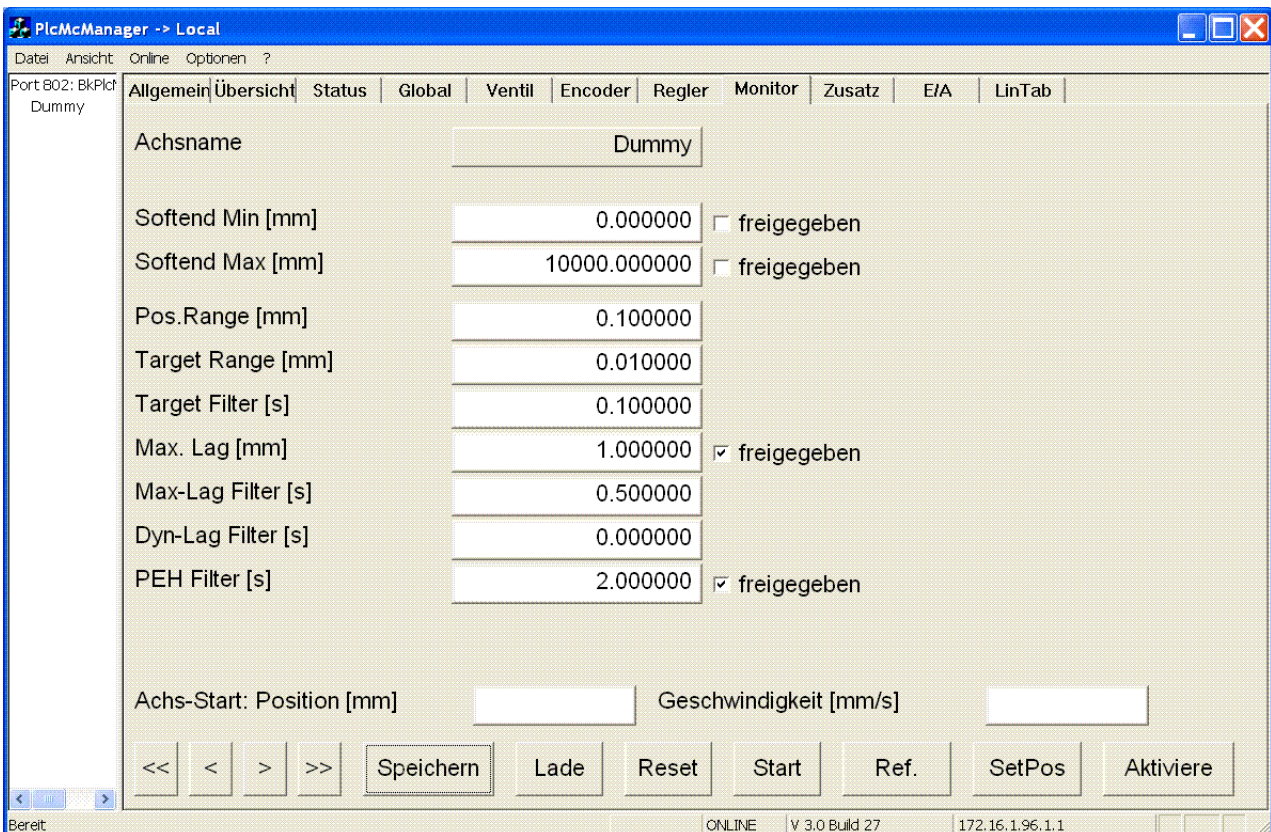 PlcMcManager -> Local
Datei Ansicht Online Optionen ?
Port 802: BkPlcM
Dummy
Allgemein Übersicht Status Global Ventil Encoder Regler Monitor Zusatz E/A LinTab
Achsname Dummy
Softend Min [mm] 0.000000 freigegeben
Softend Max [mm] 10000.000000 freigegeben
Pos.Range [mm] 0.100000
Target Range [mm] 0.010000
Target Filter [s] 0.100000
Max. Lag [mm] 1.000000 freigegeben
Max-Lag Filter [s] 0.500000
Dyn-Lag Filter [s] 0.000000
PEH Filter [s] 2.000000 freigegeben
Achs-Start: Position [mm] Geschwindigkeit [mm/s]
<< < > >> Speichern Lade Reset Start Ref. SetPos Aktiviere
Bereit ONLINE V 3.0 Build 27 172.16.1.96.1.1